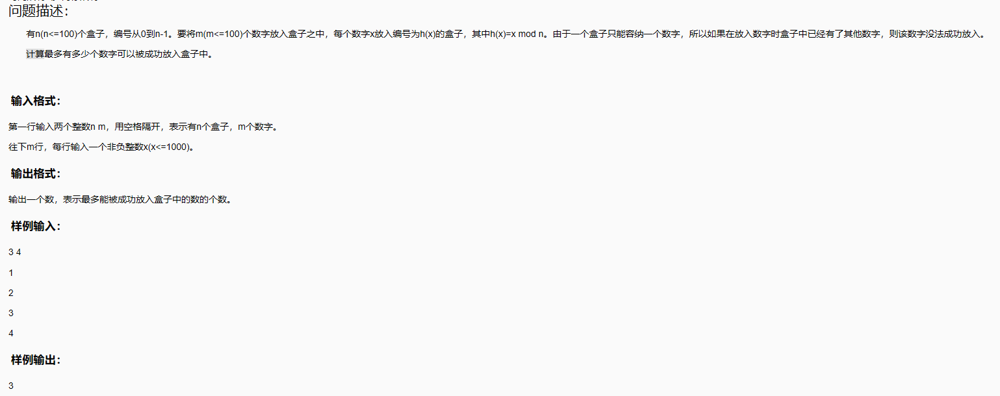 问题描述：
有n(n<=100)个盒子，编号从0到n-1。要将m(m<=100)个数字放入盒子之中，每个数字x放入编号为h(x)的盒子，其中h(x)=x mod n。由于一个盒子只能容纳一个数字，所以如果在放入数字时盒子中已经有了其他数字，则该数字没法成功放入。
计算最多有多少个数字可以被成功放入盒子中。
输入格式：
第一行输入两个整数n m，用空格隔开，表示有n个盒子，m个数字。
往下m行，每行输入一个非负整数x(x<=1000)。
输出格式：
输出一个数，表示最多能被成功放入盒子中的数的个数。
样例输入：
3 4
1
2
3
4
样例输出：
3